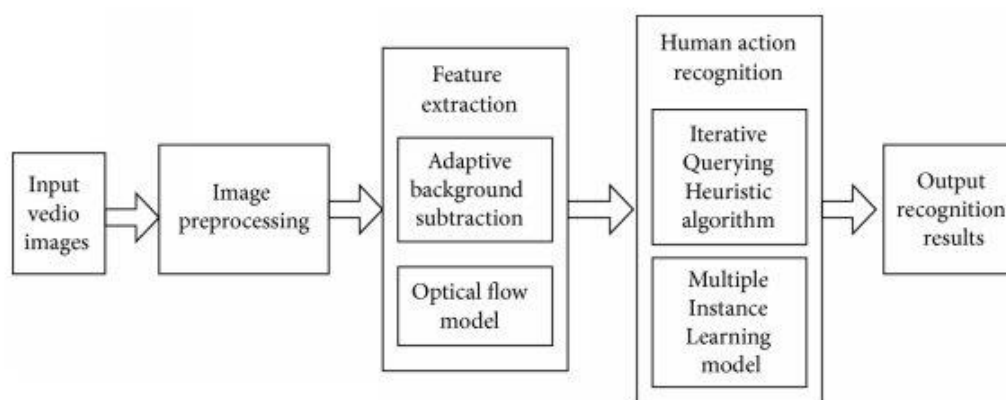 Input
vedio
images
Image
preprocessing
Feature
extraction
Adaptive
background
subtraction
Optical flow
model
Human action
recognition
Iterative
Querying
Heuristic
algorithm
Multiple
Instance
Learning
model
Output
recognition
results